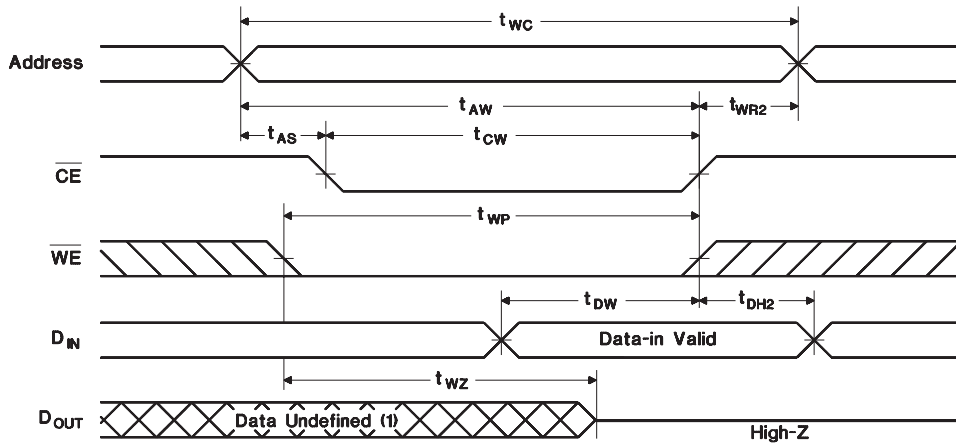 tWC
Address
tAW
tWR2
tAS
tCW
CE
tWP
WE
tDW
tDH2
DIN
Data-in Valid
tWZ
DOUT
Data Undefined (1)
High-Z